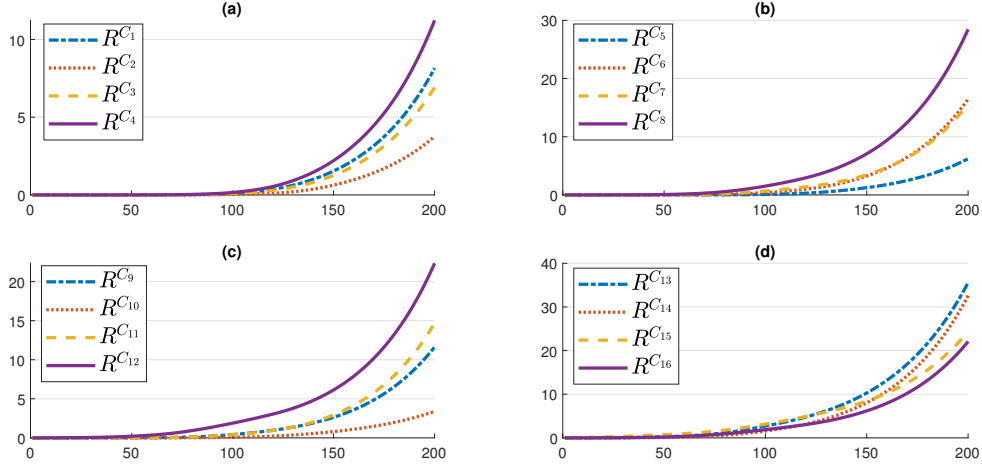 (a)
10
5
0
R^{C_1}
R^{C_2}
R^{C_3}
R^{C_4}
0 50 100 150 200
(b)
30
20
10
0
R^{C_5}
R^{C_6}
R^{C_7}
R^{C_8}
0 50 100 150 200
(c)
20
15
10
5
0
R^{C_9}
R^{C_{10}}
R^{C_{11}}
R^{C_{12}}
0 50 100 150 200
(d)
40
30
20
10
0
R^{C_{13}}
R^{C_{14}}
R^{C_{15}}
R^{C_{16}}
0 50 100 150 200